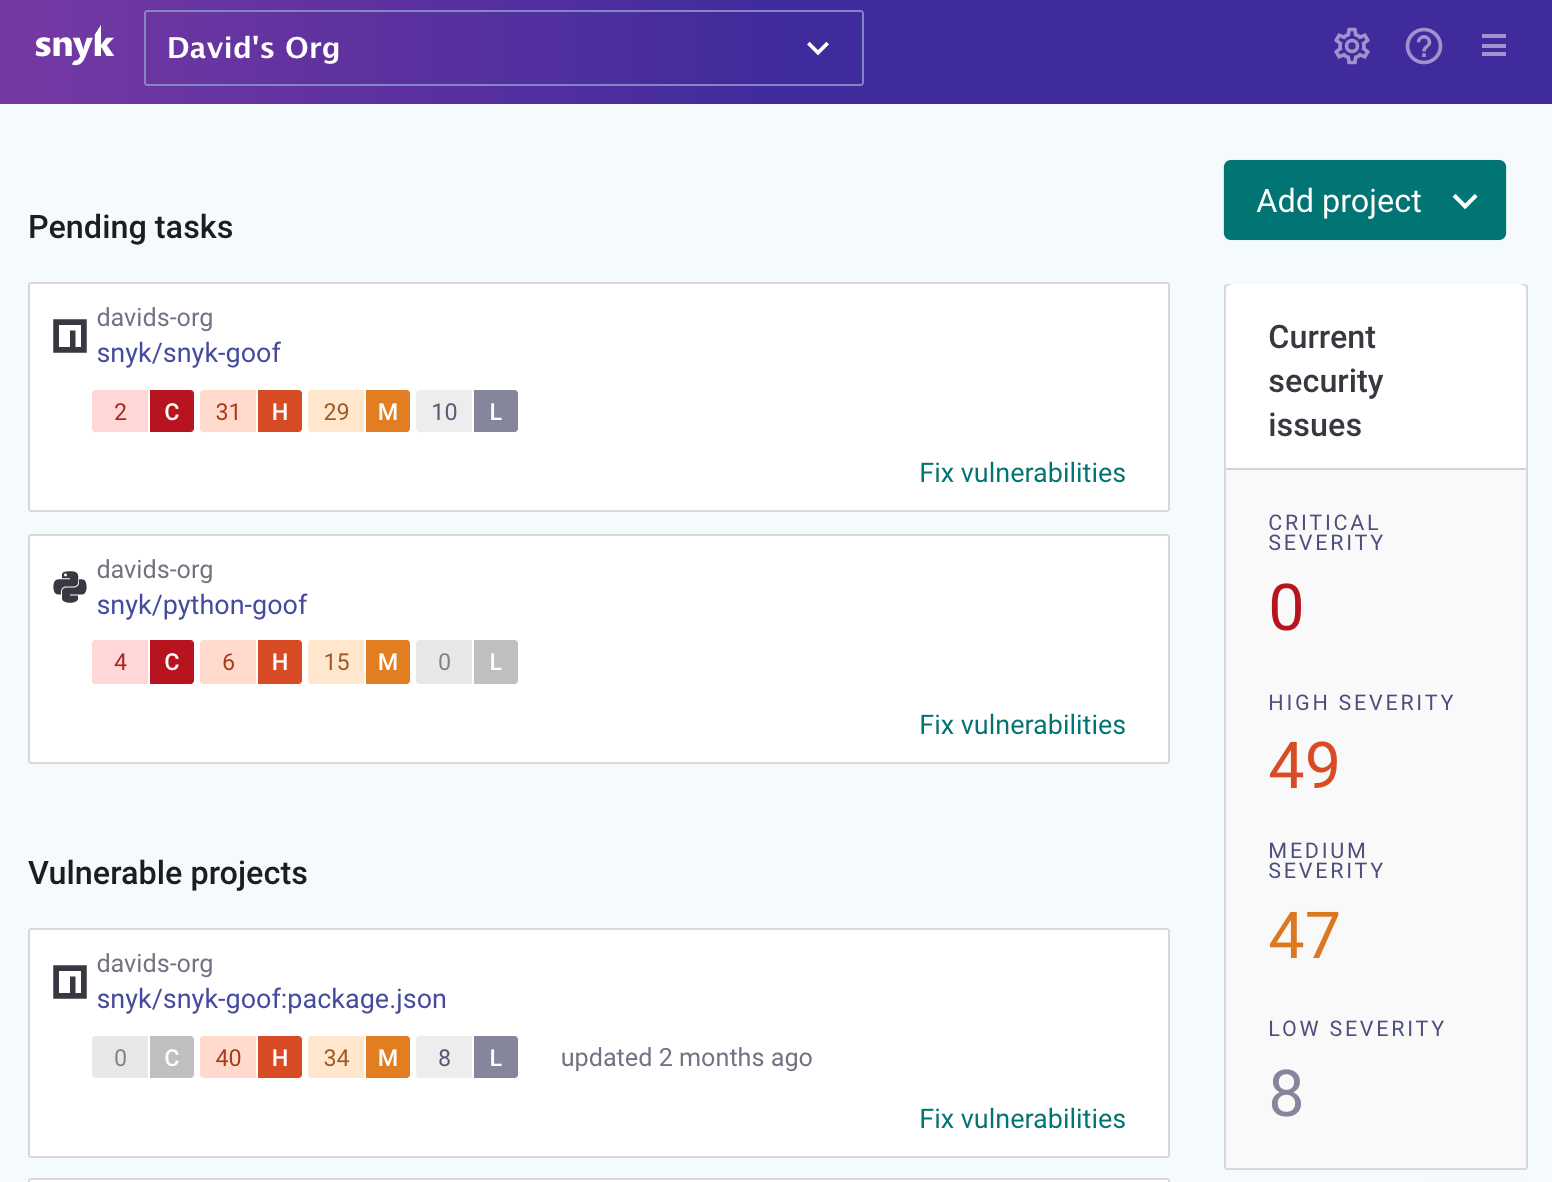 snyk
David's Org
Add project
Pending tasks
davids-org
snyk/snyk-goof
2 C 31 H 29 M 10 L
Fix vulnerabilities
davids-org
snyk/python-goof
4 C 6 H 15 M 0 L
Fix vulnerabilities
Vulnerable projects
davids-org
snyk/snyk-goof:package.json
0 C 40 H 34 M 8 L updated 2 months ago
Fix vulnerabilities
Current
security
issues
CRITICAL
SEVERITY
0
HIGH SEVERITY
49
MEDIUM
SEVERITY
47
LOW SEVERITY
8